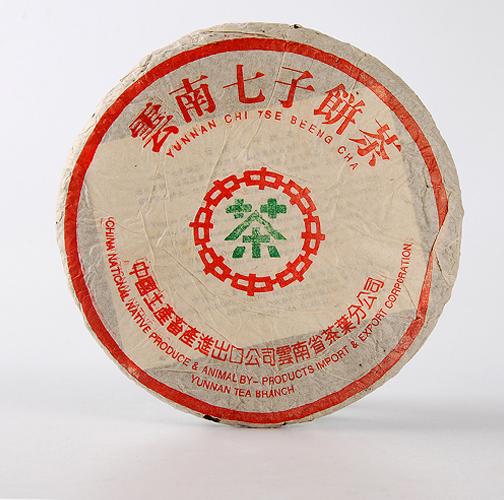 雲南七子餅茶
YUNNAN CHI TSE BEENG CHA
茶
中國土產畜產進出口公司雲南省茶葉分公司
CHINA NATIONAL NATIVE PRODUCE & ANIMAL BY-PRODUCTS IMPORT & EXPORT CORPORATION.
YUNNAN TEA BRANCH